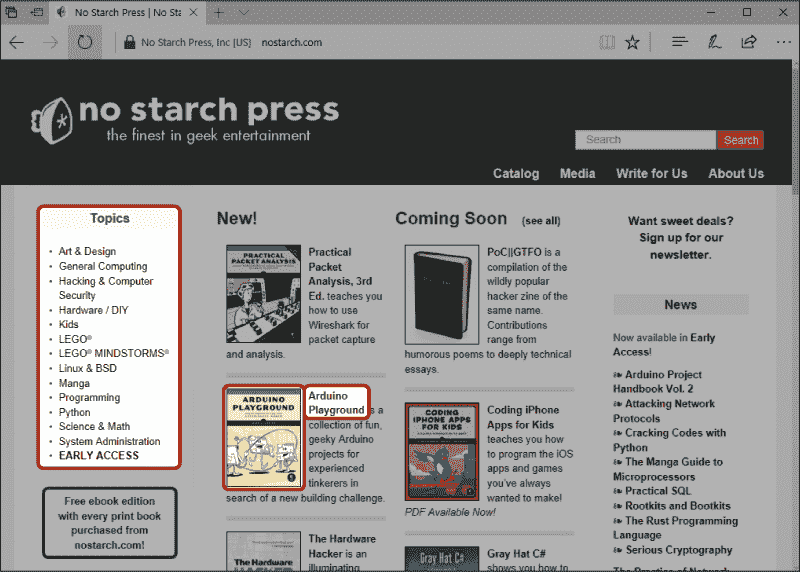 No Starch Press | No Sta
No Starch Press, Inc [US] nostarch.com
no starch press
the finest in geek entertainment
Search Search
Catalog Media Write for Us About Us
Topics
• Art & Design
• General Computing
• Hacking & Computer
Security
• Hardware / DIY
• Kids
• LEGO®
• LEGO® MINDSTORMS®
• Linux & BSD
• Manga
• Programming
• Python
• Science & Math
• System Administration
• EARLY ACCESS
Free ebook edition
with every print book
purchased from
nostarch.com!
New!
PRACTICAL
PACKET ANALYSIS
Practical
Packet
Analysis, 3rd
Ed. teaches you
how to use
Wireshark for
packet capture
and analysis.
ARDUINO
PLAYGROUND
Arduino
Playground is a
collection of fun,
geeky Arduino
projects for
experienced
tinkerers in
search of a new building challenge.
The Hardware
The Hardware
Hacker is an
illuminating
Coming Soon (see all)
PoC||GTFO is a
compilation of the
wildly popular
hacker zine of the
same name.
Contributions
range from
humorous poems to deeply technical
essays.
CODING
IPHONE APPS
FOR KIDS
Coding iPhone
Apps for Kids
teaches you how
to program the iOS
apps and games
you've always
wanted to make!
PDF Available Now!
GRAY HAT C#
Gray Hat C#
shows you how to
Want sweet deals?
Sign up for our
newsletter.
News
Now available in Early
Access!
❧ Arduino Project
Handbook Vol. 2
❧ Attacking Network
Protocols
❧ Cracking Codes with
Python
❧ The Manga Guide to
Microprocessors
❧ Practical SQL
❧ Rootkits and Bootkits
❧ The Rust Programming
Language
❧ Serious Cryptography
The Practice of Network